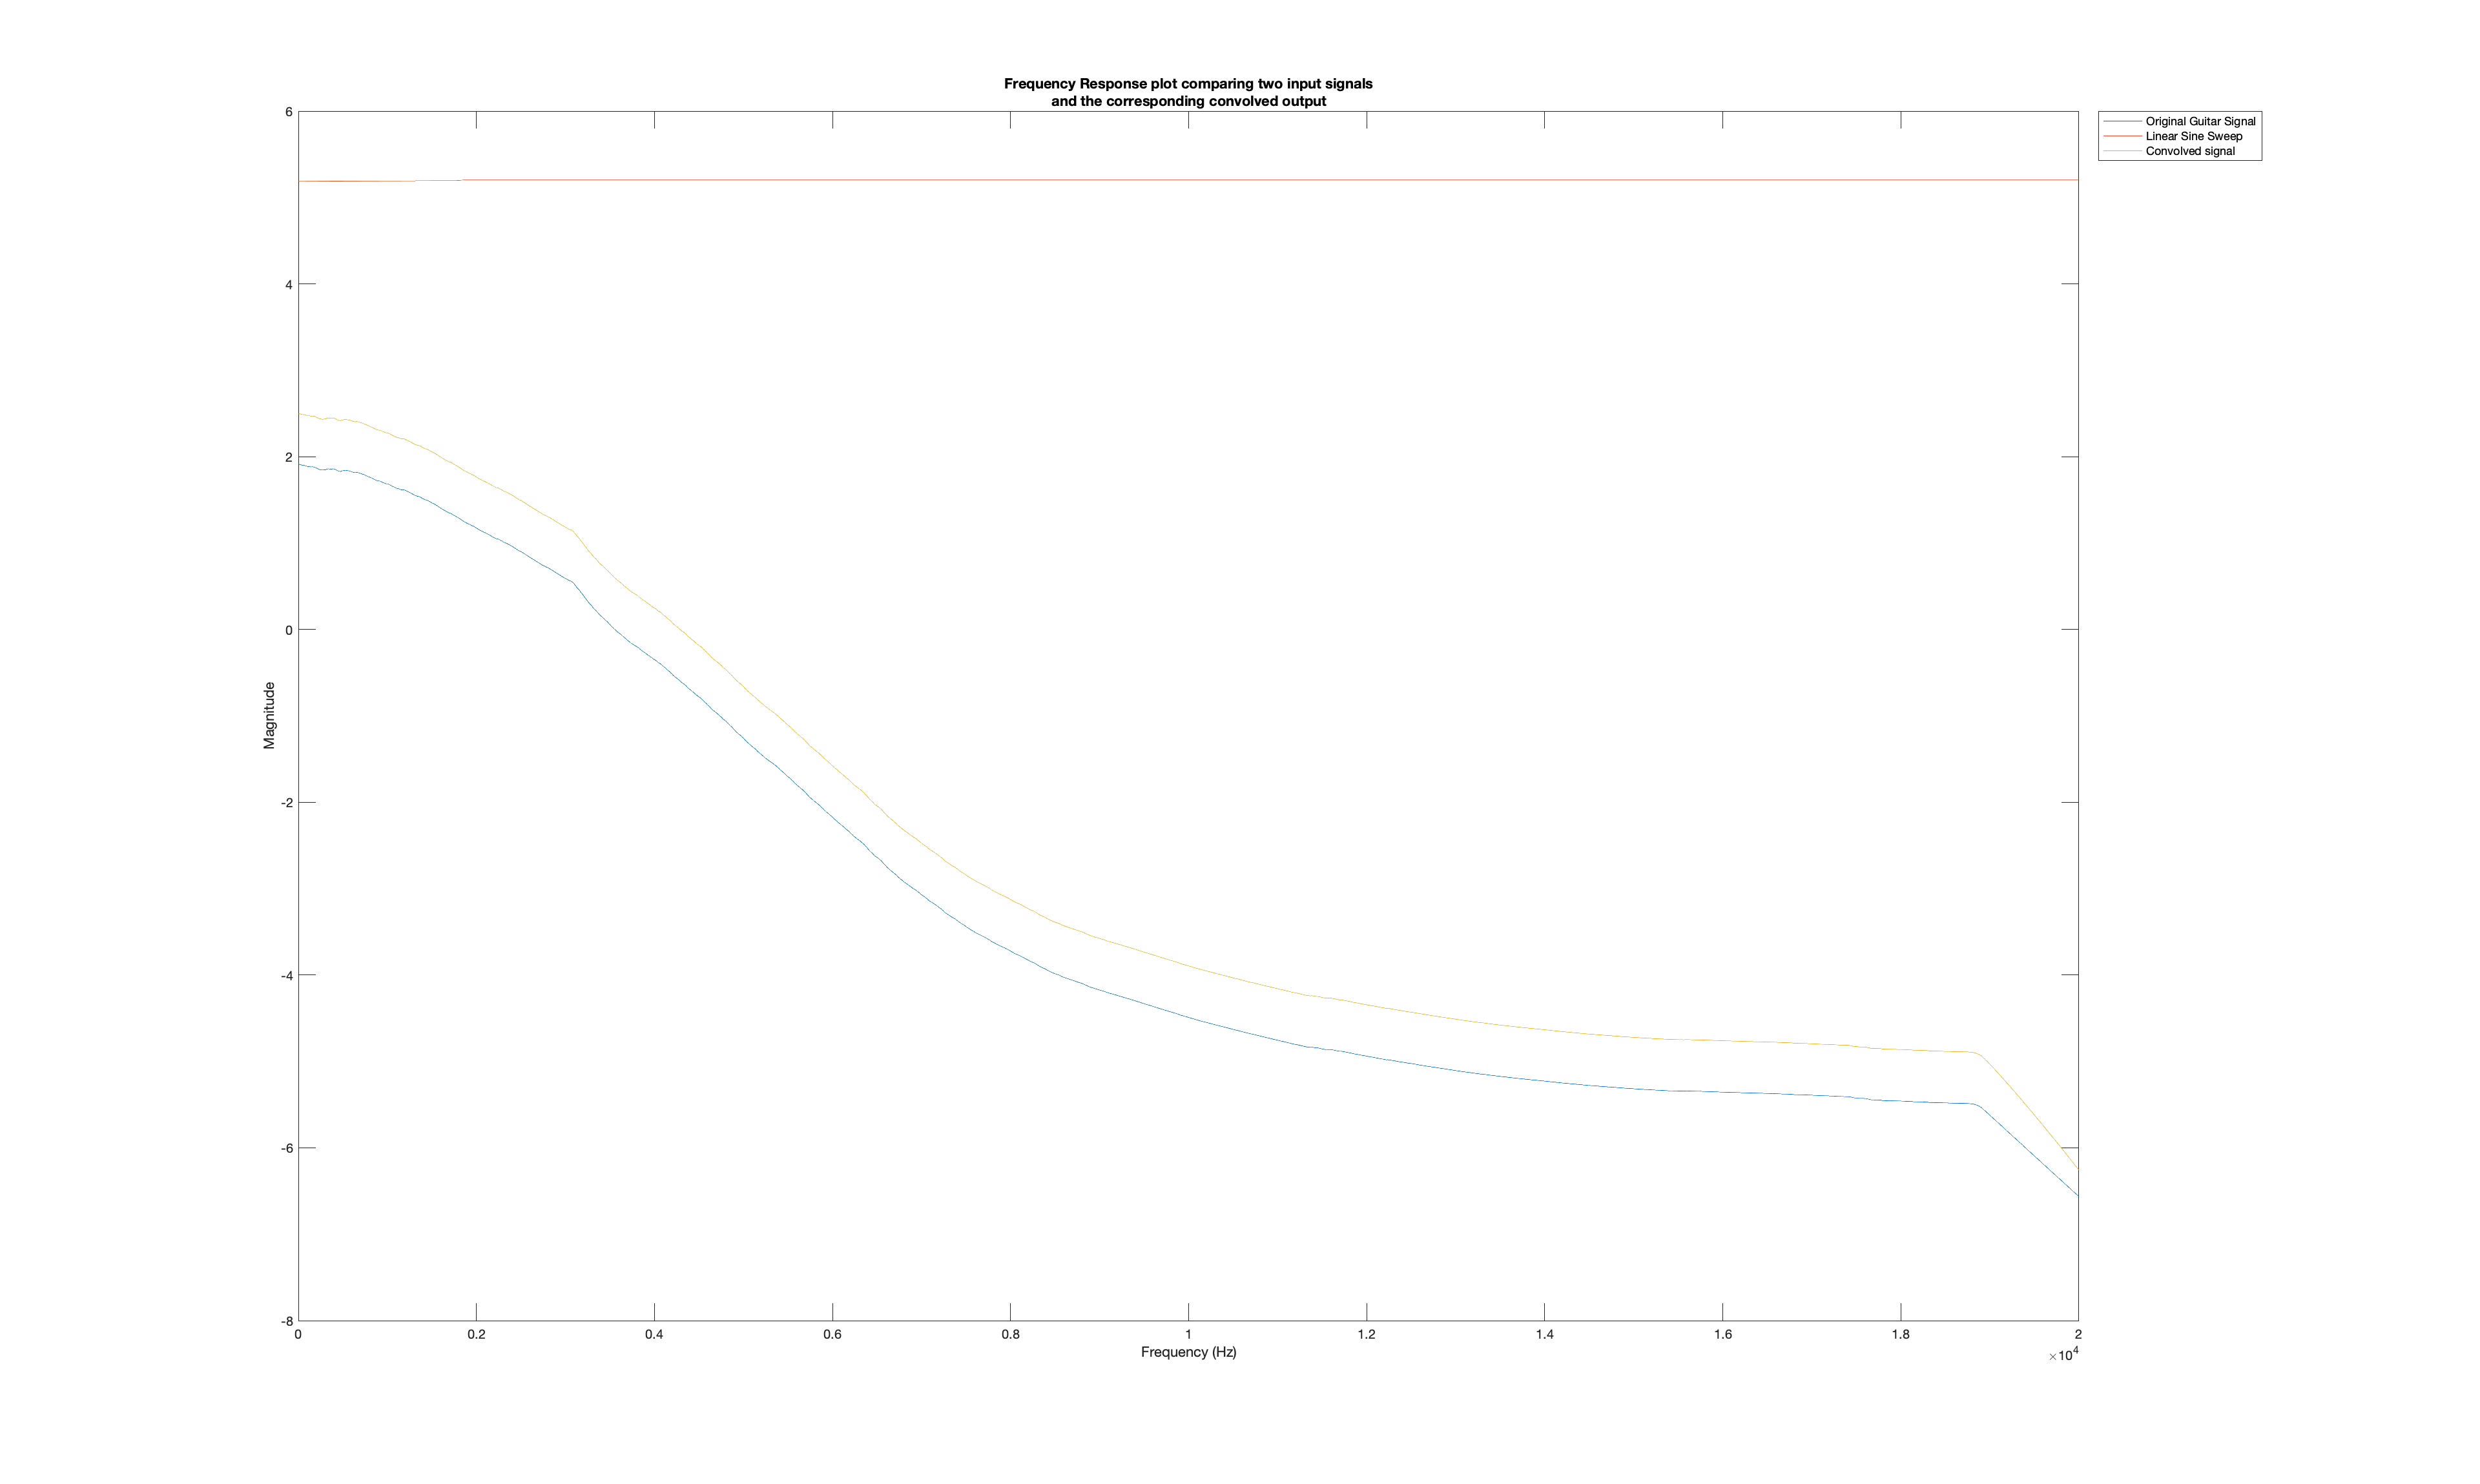 Frequency Response plot comparing two input signals
and the corresponding convolved output
Original Guitar Signal
Linear Sine Sweep
Convolved signal
6
4
2
0
-2
-4
-6
-8
Magnitude
0 0.2 0.4 0.6 0.8 1 1.2 1.4 1.6 1.8 2
Frequency (Hz)
×10⁴